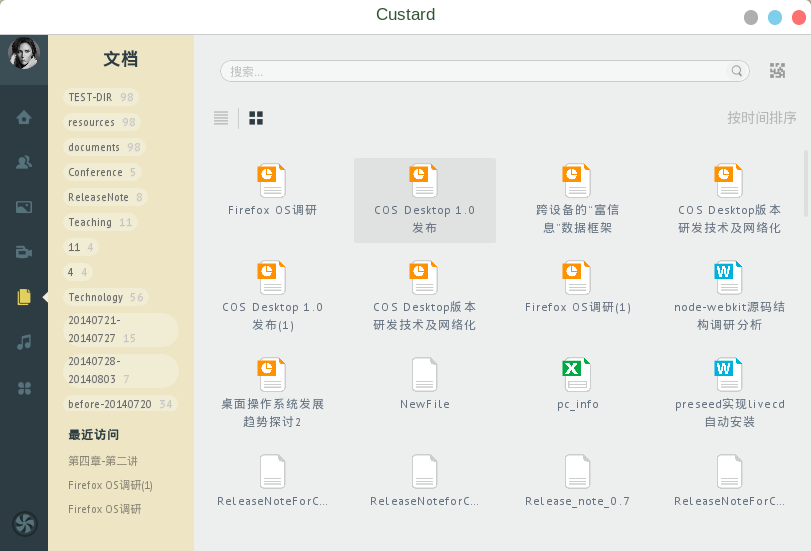 Custard
文档
TEST-DIR 98
resources 98
documents 98
Conference 5
ReleaseNote 8
Teaching 11
11 4
4 4
Technology 56
20140721-
20140727 15
20140728-
20140803 7
before-20140720 34
最近访问
第四章-第二讲
Firefox OS调研(1)
Firefox OS调研
搜索...
按时间排序
Firefox OS调研
COS Desktop 1.0
发布
跨设备的“富信
息”数据框架
COS Desktop版本
研发技术及网络化
COS Desktop 1.0
发布(1)
COS Desktop版本
研发技术及网络化
Firefox OS调研(1)
node-webkit源码结
构调研分析
桌面操作系统发展
趋势探讨2
NewFile
pc_info
preseed实现livecd
自动安装
ReleaseNoteForC...
ReleaseNoteforC...
Release_note_0.7
ReleaseNoteForC...